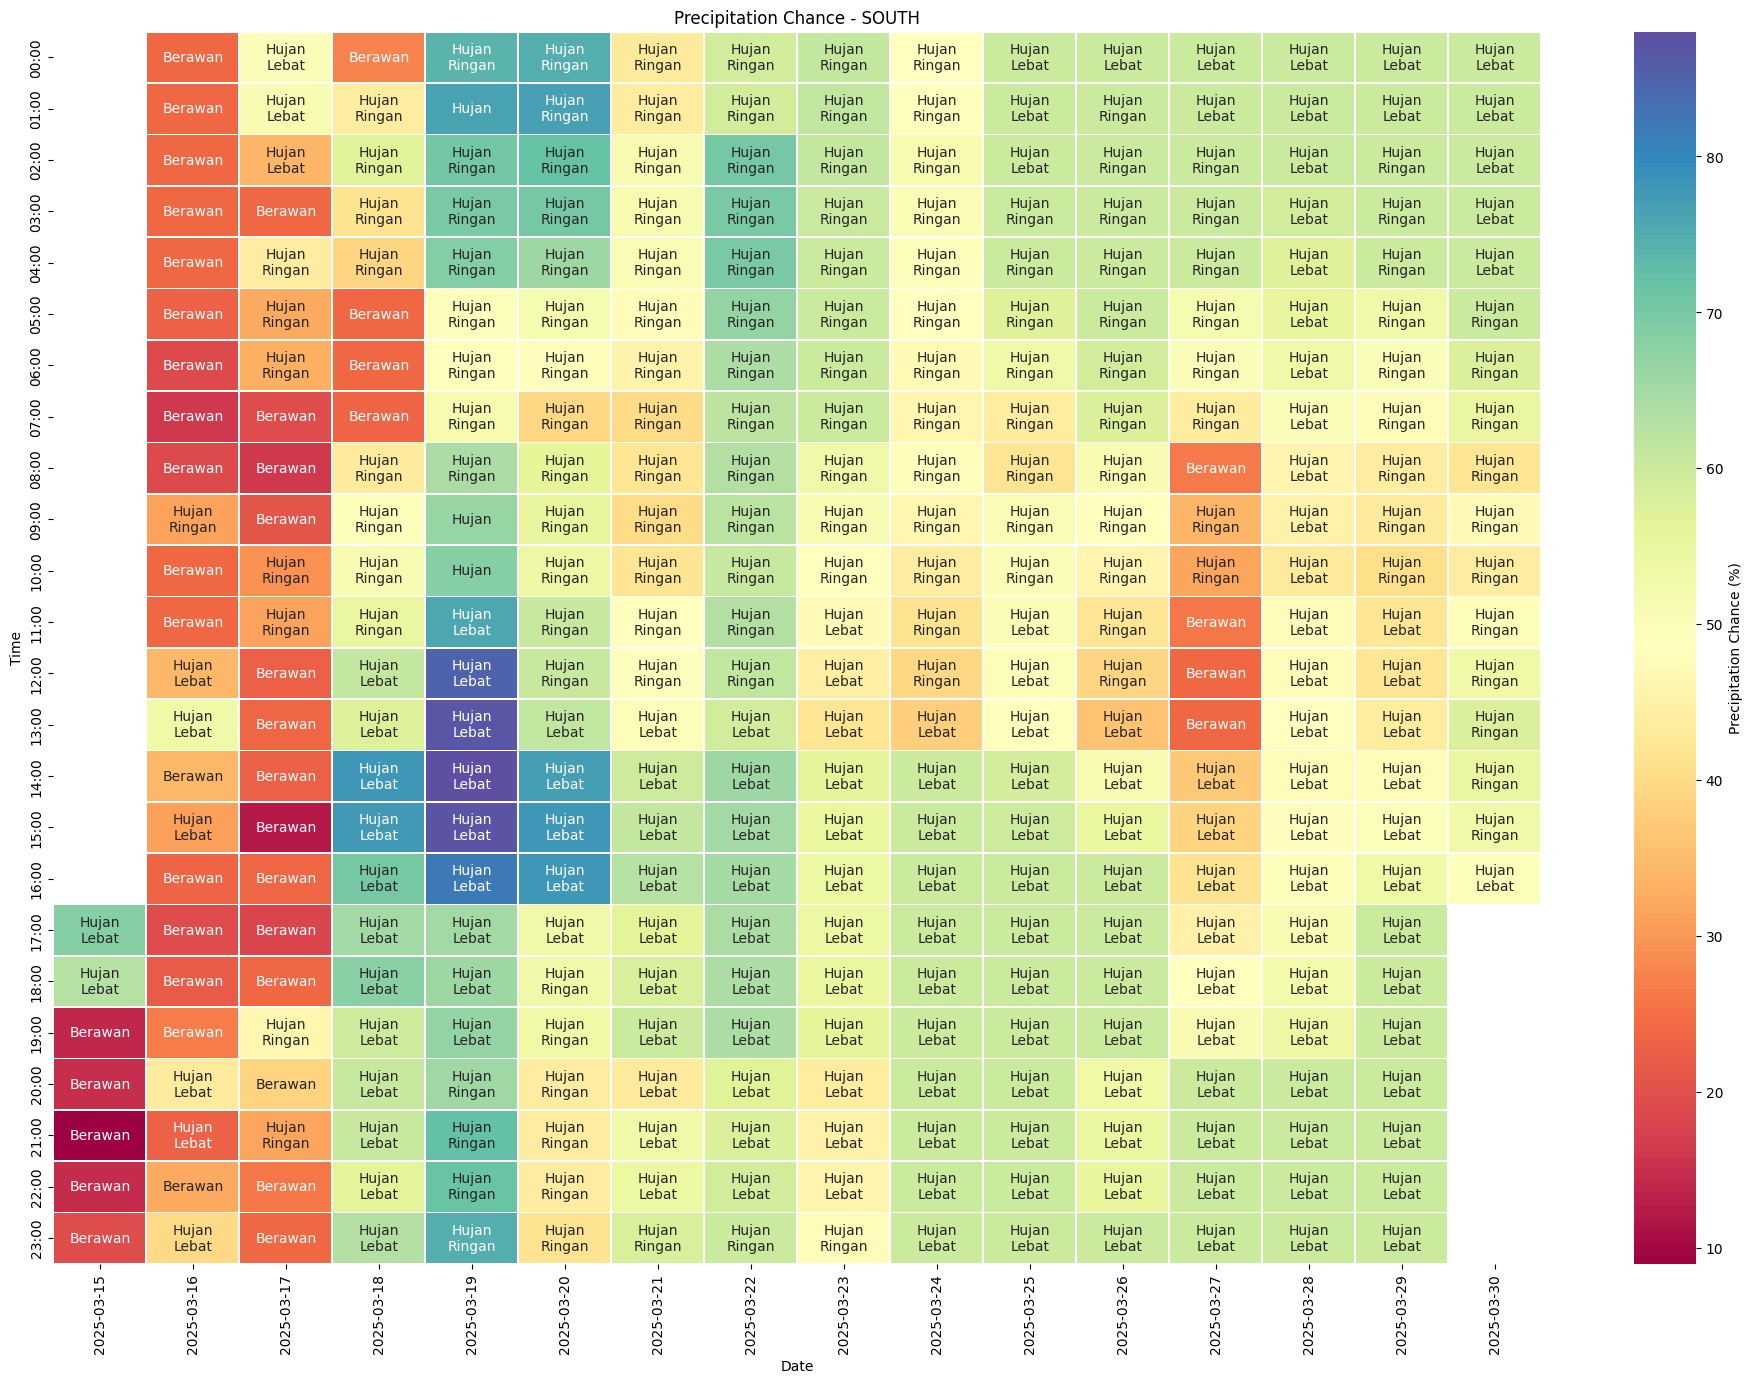 Precipitation Chance - SOUTH
00:00 Berawan Hujan Lebat Berawan Hujan Ringan Hujan Ringan Hujan Ringan Hujan Ringan Hujan Ringan Hujan Ringan Hujan Lebat Hujan Lebat Hujan Lebat Hujan Lebat Hujan Lebat Hujan Lebat
01:00 Berawan Hujan Lebat Hujan Ringan Hujan Hujan Ringan Hujan Ringan Hujan Ringan Hujan Ringan Hujan Ringan Hujan Lebat Hujan Ringan Hujan Lebat Hujan Lebat Hujan Lebat Hujan Lebat
02:00 Berawan Hujan Lebat Hujan Ringan Hujan Ringan Hujan Ringan Hujan Ringan Hujan Ringan Hujan Ringan Hujan Ringan Hujan Lebat Hujan Ringan Hujan Ringan Hujan Lebat Hujan Ringan Hujan Lebat
03:00 Berawan Berawan Hujan Ringan Hujan Ringan Hujan Ringan Hujan Ringan Hujan Ringan Hujan Ringan Hujan Ringan Hujan Ringan Hujan Ringan Hujan Ringan Hujan Lebat Hujan Ringan Hujan Lebat
04:00 Berawan Hujan Ringan Hujan Ringan Hujan Ringan Hujan Ringan Hujan Ringan Hujan Ringan Hujan Ringan Hujan Ringan Hujan Ringan Hujan Ringan Hujan Ringan Hujan Lebat Hujan Ringan Hujan Lebat
05:00 Berawan Hujan Ringan Berawan Hujan Ringan Hujan Ringan Hujan Ringan Hujan Ringan Hujan Ringan Hujan Ringan Hujan Ringan Hujan Ringan Hujan Ringan Hujan Lebat Hujan Ringan Hujan Ringan
06:00 Berawan Hujan Ringan Berawan Hujan Ringan Hujan Ringan Hujan Ringan Hujan Ringan Hujan Ringan Hujan Ringan Hujan Ringan Hujan Ringan Hujan Ringan Hujan Lebat Hujan Ringan Hujan Ringan
07:00 Berawan Berawan Berawan Hujan Ringan Hujan Ringan Hujan Ringan Hujan Ringan Hujan Ringan Hujan Ringan Hujan Ringan Hujan Ringan Hujan Ringan Hujan Lebat Hujan Ringan Hujan Ringan
08:00 Berawan Berawan Hujan Ringan Hujan Ringan Hujan Ringan Hujan Ringan Hujan Ringan Hujan Ringan Hujan Ringan Hujan Ringan Hujan Ringan Berawan Hujan Lebat Hujan Ringan Hujan Ringan
09:00 Hujan Ringan Berawan Hujan Ringan Hujan Hujan Ringan Hujan Ringan Hujan Ringan Hujan Ringan Hujan Ringan Hujan Ringan Hujan Ringan Hujan Ringan Hujan Lebat Hujan Ringan Hujan Ringan
10:00 Berawan Hujan Ringan Hujan Ringan Hujan Hujan Ringan Hujan Ringan Hujan Ringan Hujan Ringan Hujan Ringan Hujan Ringan Hujan Ringan Hujan Ringan Hujan Lebat Hujan Ringan Hujan Ringan
11:00 Berawan Hujan Ringan Hujan Ringan Hujan Lebat Hujan Ringan Hujan Ringan Hujan Ringan Hujan Lebat Hujan Ringan Hujan Lebat Hujan Ringan Berawan Hujan Lebat Hujan Lebat Hujan Ringan
12:00 Hujan Lebat Berawan Hujan Lebat Hujan Lebat Hujan Ringan Hujan Ringan Hujan Ringan Hujan Lebat Hujan Ringan Hujan Lebat Hujan Ringan Berawan Hujan Lebat Hujan Lebat Hujan Ringan
13:00 Hujan Lebat Berawan Hujan Lebat Hujan Lebat Hujan Lebat Hujan Lebat Hujan Lebat Hujan Lebat Hujan Lebat Hujan Lebat Hujan Lebat Berawan Hujan Lebat Hujan Lebat Hujan Ringan
14:00 Berawan Berawan Hujan Lebat Hujan Lebat Hujan Lebat Hujan Lebat Hujan Lebat Hujan Lebat Hujan Lebat Hujan Lebat Hujan Lebat Hujan Lebat Hujan Lebat Hujan Lebat Hujan Ringan
15:00 Hujan Lebat Berawan Hujan Lebat Hujan Lebat Hujan Lebat Hujan Lebat Hujan Lebat Hujan Lebat Hujan Lebat Hujan Lebat Hujan Lebat Hujan Lebat Hujan Lebat Hujan Lebat Hujan Ringan
16:00 Berawan Berawan Hujan Lebat Hujan Lebat Hujan Lebat Hujan Lebat Hujan Lebat Hujan Lebat Hujan Lebat Hujan Lebat Hujan Lebat Hujan Lebat Hujan Lebat Hujan Lebat Hujan Lebat
17:00 Hujan Lebat Berawan Berawan Hujan Lebat Hujan Lebat Hujan Lebat Hujan Lebat Hujan Lebat Hujan Lebat Hujan Lebat Hujan Lebat Hujan Lebat Hujan Lebat Hujan Lebat Hujan Lebat
18:00 Hujan Lebat Berawan Berawan Hujan Lebat Hujan Lebat Hujan Ringan Hujan Lebat Hujan Lebat Hujan Lebat Hujan Lebat Hujan Lebat Hujan Lebat Hujan Lebat Hujan Lebat Hujan Lebat
19:00 Berawan Berawan Hujan Ringan Hujan Lebat Hujan Lebat Hujan Ringan Hujan Lebat Hujan Lebat Hujan Lebat Hujan Lebat Hujan Lebat Hujan Lebat Hujan Lebat Hujan Lebat Hujan Lebat
20:00 Berawan Hujan Lebat Berawan Hujan Lebat Hujan Ringan Hujan Ringan Hujan Lebat Hujan Lebat Hujan Lebat Hujan Lebat Hujan Lebat Hujan Lebat Hujan Lebat Hujan Lebat Hujan Lebat
21:00 Berawan Hujan Lebat Hujan Ringan Hujan Lebat Hujan Ringan Hujan Ringan Hujan Lebat Hujan Lebat Hujan Lebat Hujan Lebat Hujan Lebat Hujan Lebat Hujan Lebat Hujan Lebat Hujan Lebat
22:00 Berawan Berawan Berawan Hujan Lebat Hujan Ringan Hujan Ringan Hujan Lebat Hujan Lebat Hujan Lebat Hujan Lebat Hujan Lebat Hujan Lebat Hujan Lebat Hujan Lebat Hujan Lebat
23:00 Berawan Hujan Lebat Berawan Hujan Lebat Hujan Ringan Hujan Ringan Hujan Ringan Hujan Ringan Hujan Ringan Hujan Lebat Hujan Lebat Hujan Lebat Hujan Lebat Hujan Lebat Hujan Lebat
2025-03-15 2025-03-16 2025-03-17 2025-03-18 2025-03-19 2025-03-20 2025-03-21 2025-03-22 2025-03-23 2025-03-24 2025-03-25 2025-03-26 2025-03-27 2025-03-28 2025-03-29 2025-03-30
Date
Time
80
70
60
50
40
30
20
10
Precipitation Chance (%)